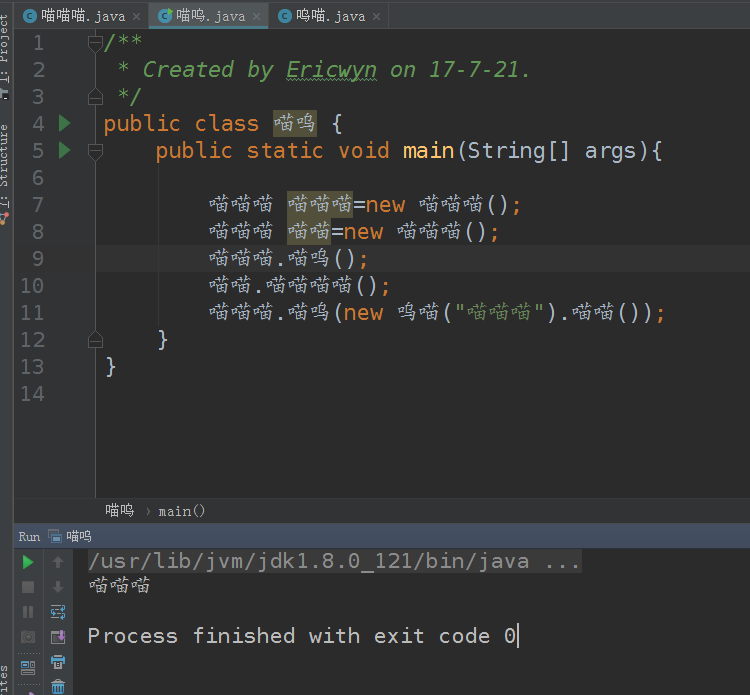 喵喵喵.java × 喵呜.java × 呜喵.java ×
1: Project
7: Structure
1 /**
2 * Created by Ericwyn on 17-7-21.
3 */
4 public class 喵呜 {
5 public static void main(String[] args){
6
7 喵喵喵 喵喵喵=new 喵喵喵();
8 喵喵喵 喵喵=new 喵喵喵();
9 喵喵喵.喵呜();
10 喵喵.喵喵喵喵();
11 喵喵喵.喵呜(new 呜喵("喵喵喵").喵喵());
12 }
13 }
14
喵呜 › main()
Run 喵呜
/usr/lib/jvm/jdk1.8.0_121/bin/java ...
喵喵喵
Process finished with exit code 0